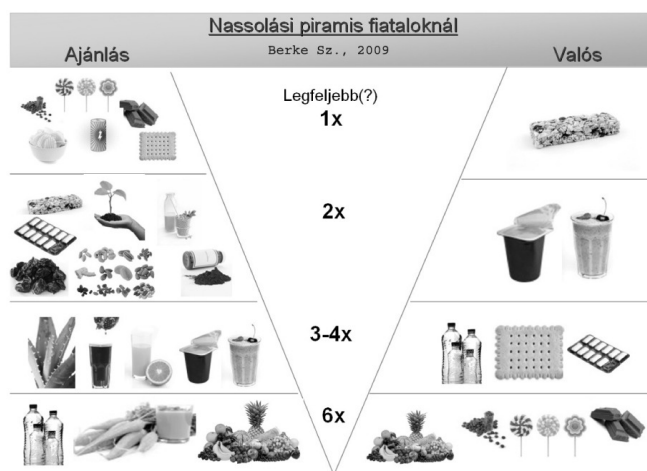 Nassolási piramis fiataloknál
Berke Sz., 2009
Ajánlás
Valós
Legfeljebb(?)
1x
2x
3-4x
6x